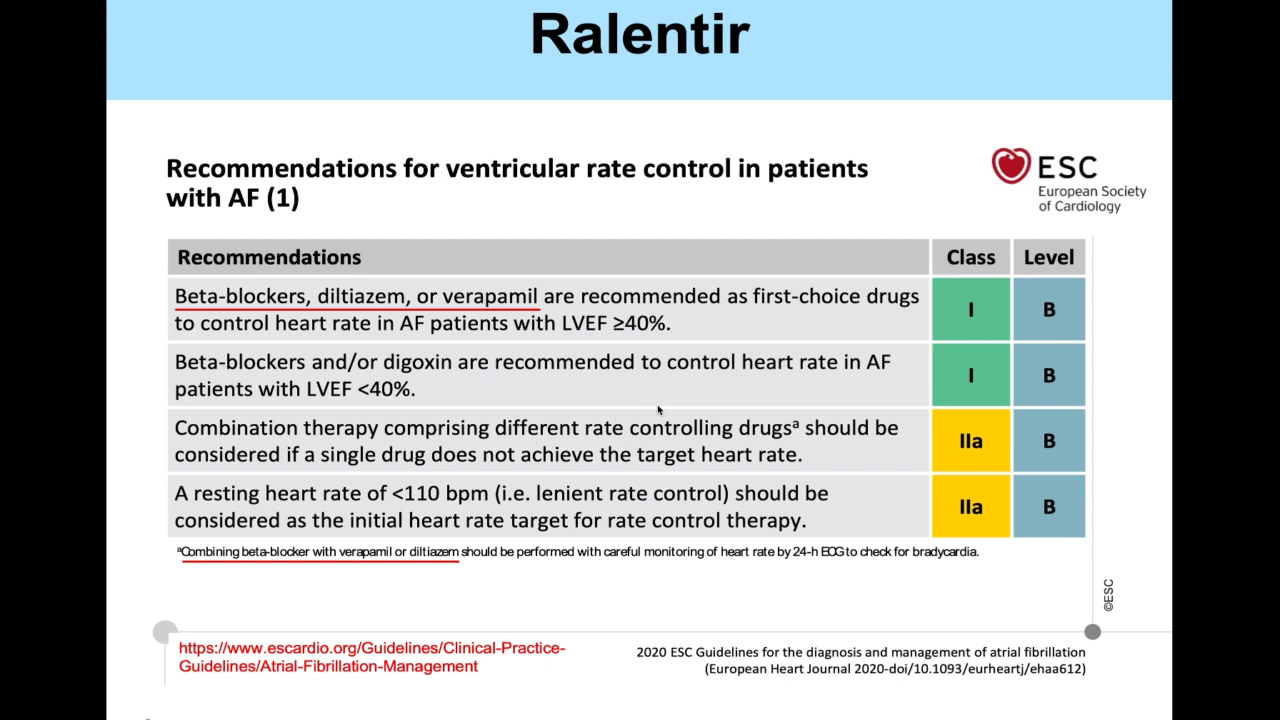 Ralentir
Recommendations for ventricular rate control in patients
with AF (1)
ESC
European Society
of Cardiology
Recommendations Class Level
Beta-blockers, diltiazem, or verapamil are recommended as first-choice drugs
to control heart rate in AF patients with LVEF ≥40%.
I B
Beta-blockers and/or digoxin are recommended to control heart rate in AF
patients with LVEF <40%.
I B
Combination therapy comprising different rate controlling drugsᵃ should be
considered if a single drug does not achieve the target heart rate.
IIa B
A resting heart rate of <110 bpm (i.e. lenient rate control) should be
considered as the initial heart rate target for rate control therapy.
IIa B
ᵃCombining beta-blocker with verapamil or diltiazem should be performed with careful monitoring of heart rate by 24-h ECG to check for bradycardia.
©ESC
https://www.escardio.org/Guidelines/Clinical-Practice-
Guidelines/Atrial-Fibrillation-Management
2020 ESC Guidelines for the diagnosis and management of atrial fibrillation
(European Heart Journal 2020-doi/10.1093/eurheartj/ehaa612)